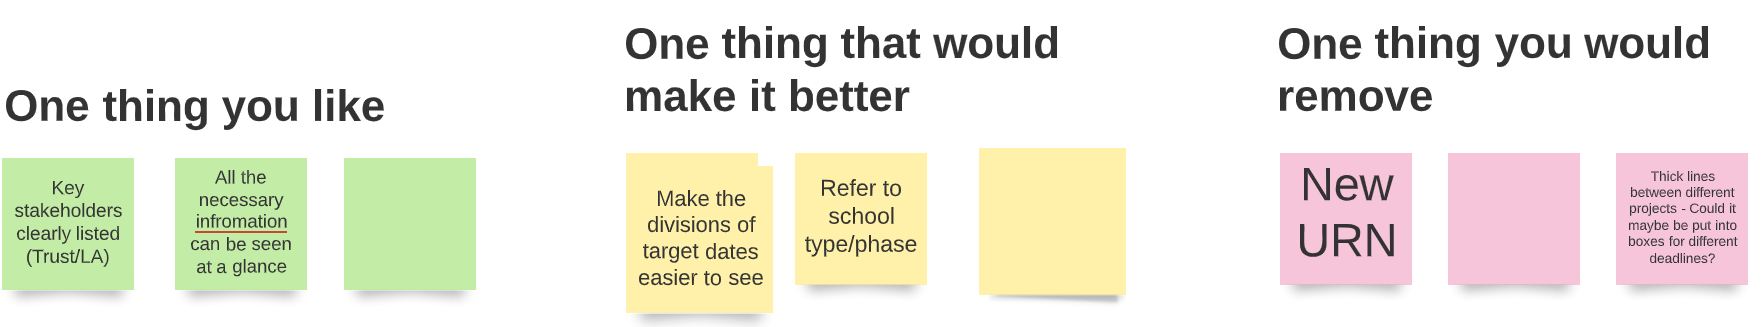 One thing you like
Key
stakeholders
clearly listed
(Trust/LA)
All the
necessary
infromation
can be seen
at a glance
One thing that would
make it better
Make the
divisions of
target dates
easier to see
Refer to
school
type/phase
One thing you would
remove
New
URN
Thick lines
between different
projects - Could it
maybe be put into
boxes for different
deadlines?